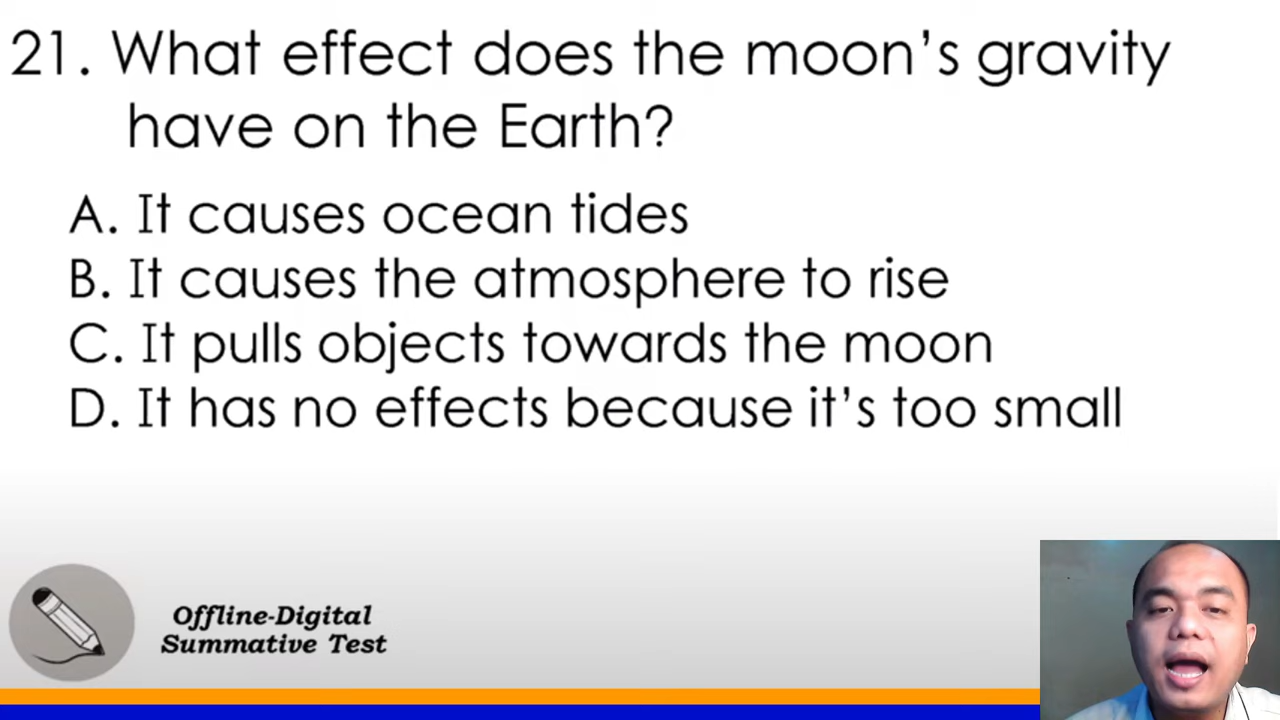 21. What effect does the moon’s gravity
have on the Earth?
A. It causes ocean tides
B. It causes the atmosphere to rise
C. It pulls objects towards the moon
D. It has no effects because it’s too small
Offline-Digital
Summative Test